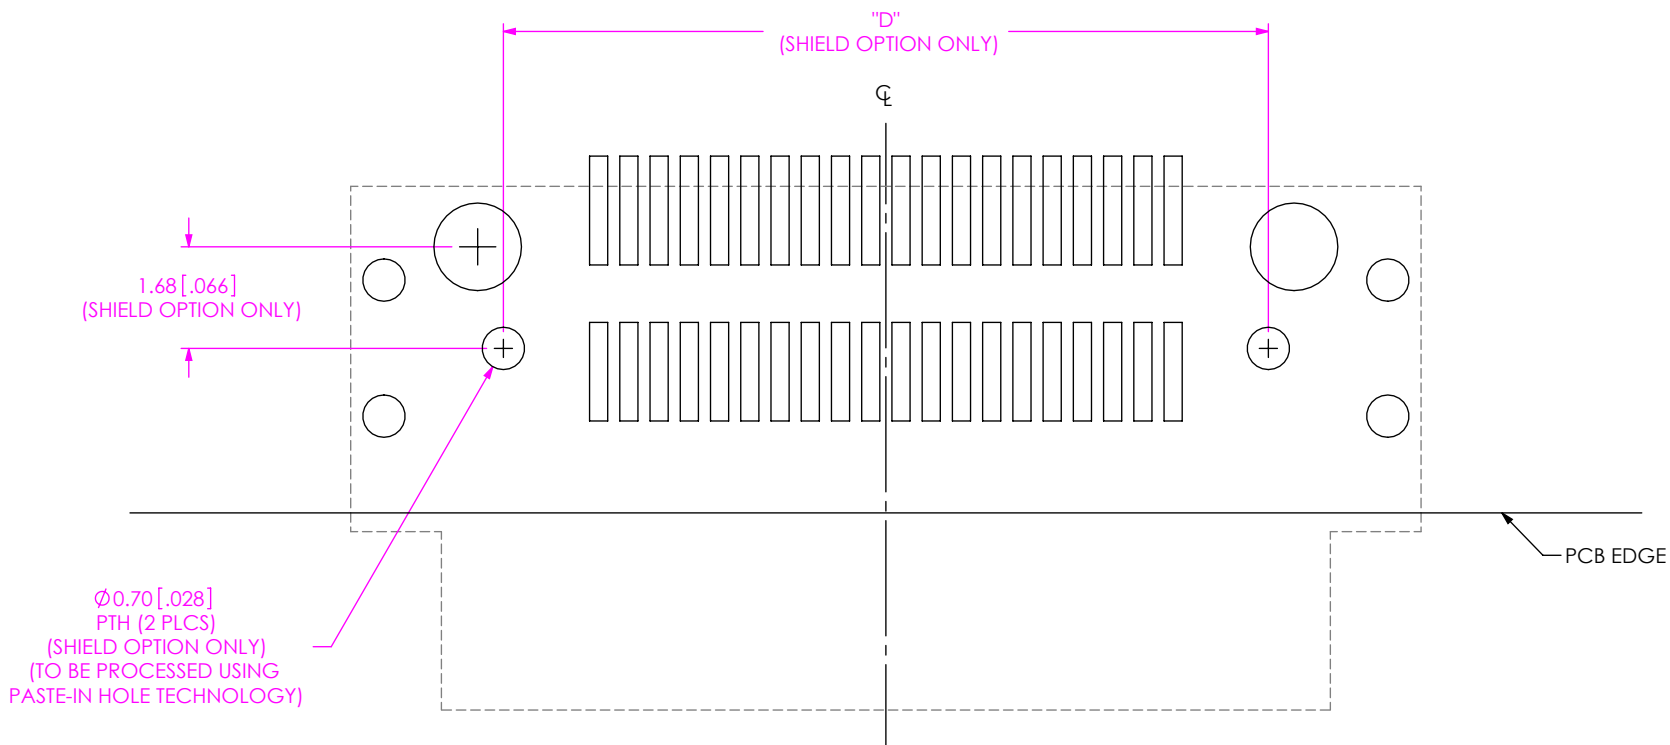 "D"
(SHIELD OPTION ONLY)
℄
1.68[.066]
(SHIELD OPTION ONLY)
PCB EDGE
Ø0.70[.028]
PTH (2 PLCS)
(SHIELD OPTION ONLY)
(TO BE PROCESSED USING
PASTE-IN HOLE TECHNOLOGY)